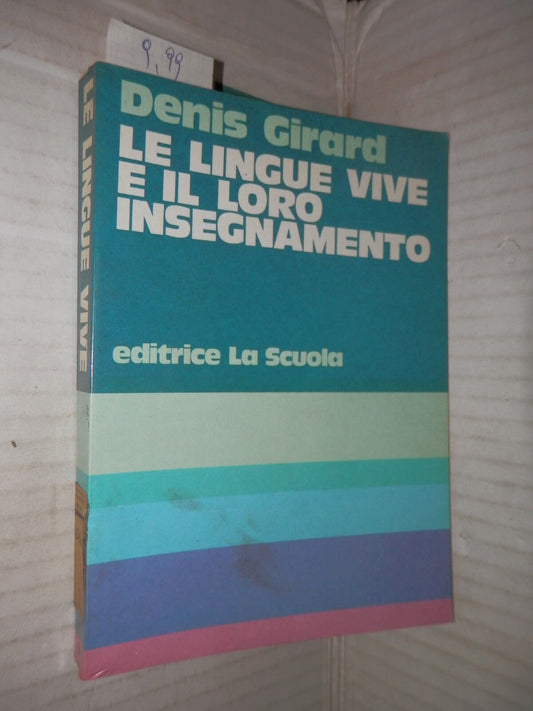 9,99
Denis Girard
LE LINGUE VIVE
E IL LORO
INSEGNAMENTO
editrice La Scuola
LE LINGUE VIVE